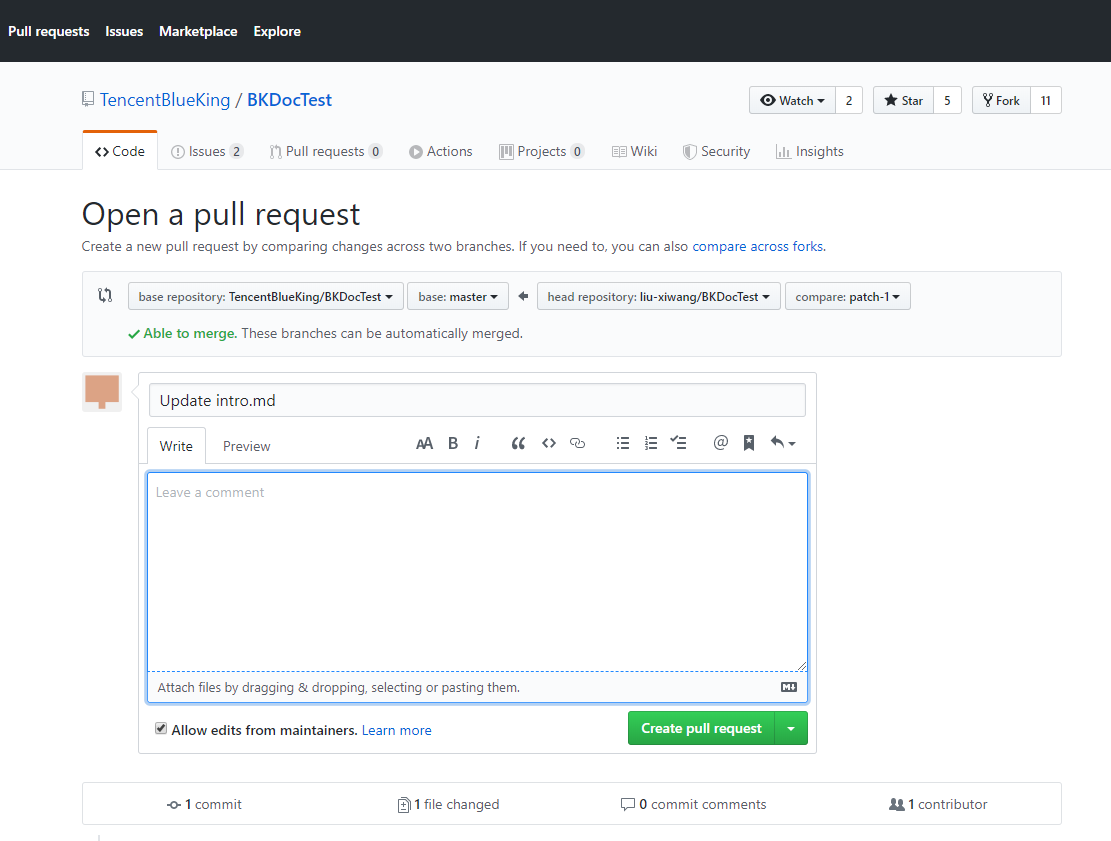 Pull requests Issues Marketplace Explore
TencentBlueKing / BKDocTest Watch 2 Star 5 Fork 11
Code Issues 2 Pull requests 0 Actions Projects 0 Wiki Security Insights
Open a pull request
Create a new pull request by comparing changes across two branches. If you need to, you can also compare across forks.
base repository: TencentBlueKing/BKDocTest base: master head repository: liu-xiwang/BKDocTest compare: patch-1
Able to merge. These branches can be automatically merged.
Update intro.md
Write Preview AA B i @
Leave a comment
Attach files by dragging & dropping, selecting or pasting them. M
Allow edits from maintainers. Learn more Create pull request
1 commit 1 file changed 0 commit comments 1 contributor